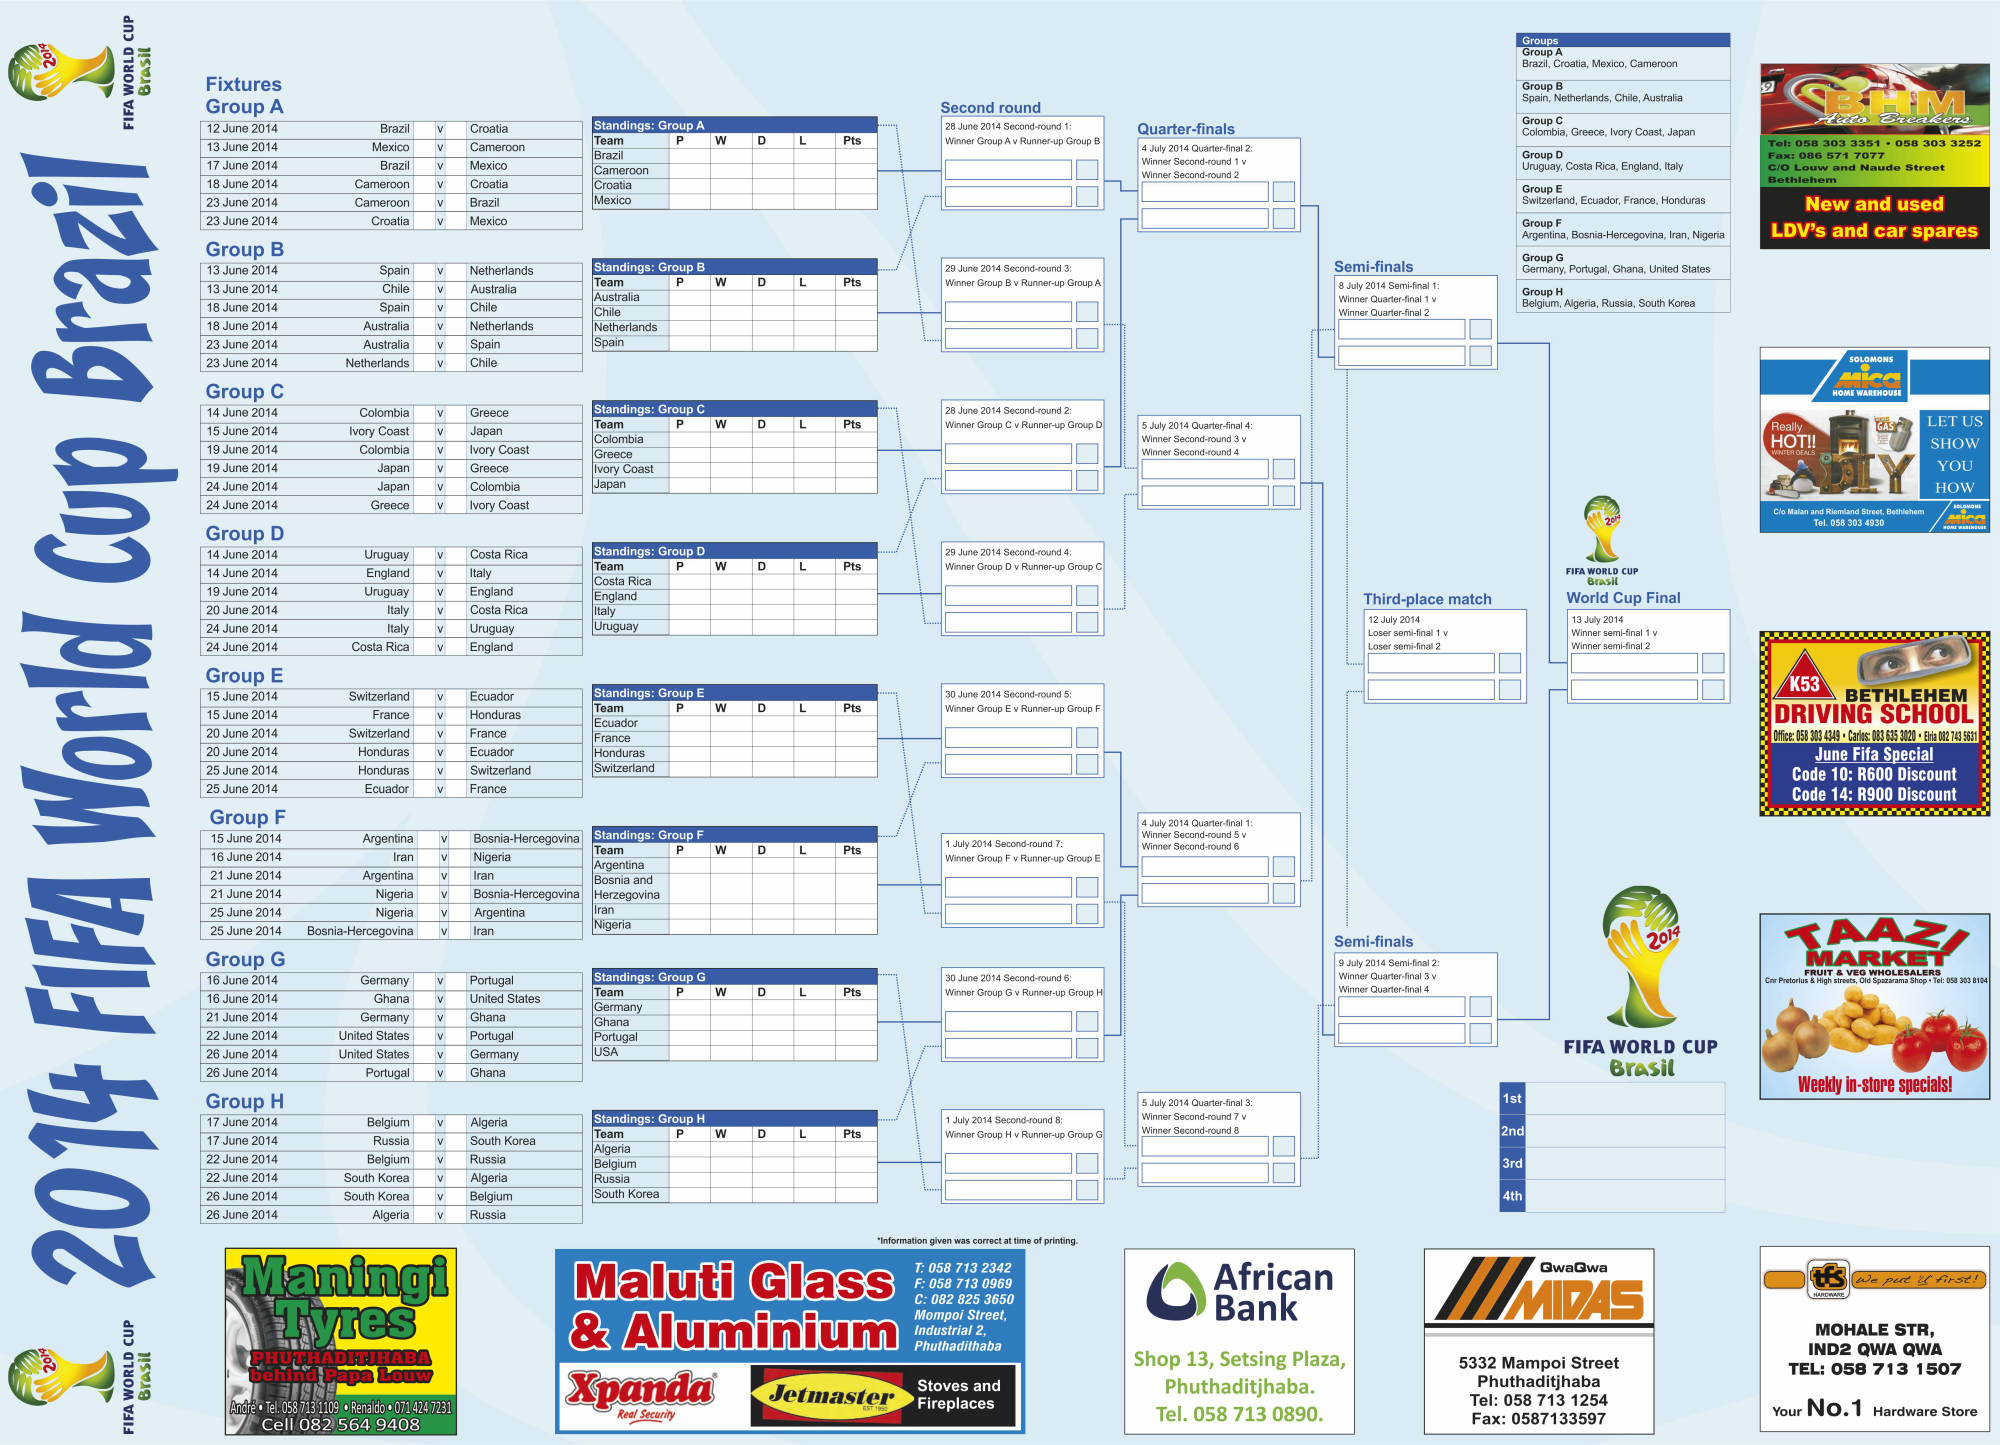 2014 FIFA World Cup Brazil
2014
FIFA WORLD CUP
Brasil
2014
FIFA WORLD CUP
Brasil
Fixtures
Group A
12 June 2014 Brazil v Croatia
13 June 2014 Mexico v Cameroon
17 June 2014 Brazil v Mexico
18 June 2014 Cameroon v Croatia
23 June 2014 Cameroon v Brazil
23 June 2014 Croatia v Mexico
Group B
13 June 2014 Spain v Netherlands
13 June 2014 Chile v Australia
18 June 2014 Spain v Chile
18 June 2014 Australia v Netherlands
23 June 2014 Australia v Spain
23 June 2014 Netherlands v Chile
Group C
14 June 2014 Colombia v Greece
15 June 2014 Ivory Coast v Japan
19 June 2014 Colombia v Ivory Coast
19 June 2014 Japan v Greece
24 June 2014 Japan v Colombia
24 June 2014 Greece v Ivory Coast
Group D
14 June 2014 Uruguay v Costa Rica
14 June 2014 England v Italy
19 June 2014 Uruguay v England
20 June 2014 Italy v Costa Rica
24 June 2014 Italy v Uruguay
24 June 2014 Costa Rica v England
Group E
15 June 2014 Switzerland v Ecuador
15 June 2014 France v Honduras
20 June 2014 Switzerland v France
20 June 2014 Honduras v Ecuador
25 June 2014 Honduras v Switzerland
25 June 2014 Ecuador v France
Group F
15 June 2014 Argentina v Bosnia-Hercegovina
16 June 2014 Iran v Nigeria
21 June 2014 Argentina v Iran
21 June 2014 Nigeria v Bosnia-Hercegovina
25 June 2014 Nigeria v Argentina
25 June 2014 Bosnia-Hercegovina v Iran
Group G
16 June 2014 Germany v Portugal
16 June 2014 Ghana v United States
21 June 2014 Germany v Ghana
22 June 2014 United States v Portugal
26 June 2014 United States v Germany
26 June 2014 Portugal v Ghana
Group H
17 June 2014 Belgium v Algeria
17 June 2014 Russia v South Korea
22 June 2014 Belgium v Russia
22 June 2014 South Korea v Algeria
26 June 2014 South Korea v Belgium
26 June 2014 Algeria v Russia
Standings: Group A
Team P W D L Pts
Brazil
Cameroon
Croatia
Mexico
Standings: Group B
Team P W D L Pts
Australia
Chile
Netherlands
Spain
Standings: Group C
Team P W D L Pts
Colombia
Greece
Ivory Coast
Japan
Standings: Group D
Team P W D L Pts
Costa Rica
England
Italy
Uruguay
Standings: Group E
Team P W D L Pts
Ecuador
France
Honduras
Switzerland
Standings: Group F
Team P W D L Pts
Argentina
Bosnia and
Herzegovina
Iran
Nigeria
Standings: Group G
Team P W D L Pts
Germany
Ghana
Portugal
USA
Standings: Group H
Team P W D L Pts
Algeria
Belgium
Russia
South Korea
Second round
28 June 2014 Second-round 1:
Winner Group A v Runner-up Group B
29 June 2014 Second-round 3:
Winner Group B v Runner-up Group A
28 June 2014 Second-round 2:
Winner Group C v Runner-up Group D
29 June 2014 Second-round 4:
Winner Group D v Runner-up Group C
30 June 2014 Second-round 5:
Winner Group E v Runner-up Group F
1 July 2014 Second-round 7:
Winner Group F v Runner-up Group E
30 June 2014 Second-round 6:
Winner Group G v Runner-up Group H
1 July 2014 Second-round 8:
Winner Group H v Runner-up Group G
Quarter-finals
4 July 2014 Quarter-final 2:
Winner Second-round 1 v
Winner Second-round 2
5 July 2014 Quarter-final 4:
Winner Second-round 3 v
Winner Second-round 4
4 July 2014 Quarter-final 1:
Winner Second-round 5 v
Winner Second-round 6
5 July 2014 Quarter-final 3:
Winner Second-round 7 v
Winner Second-round 8
Semi-finals
8 July 2014 Semi-final 1:
Winner Quarter-final 1 v
Winner Quarter-final 2
Semi-finals
9 July 2014 Semi-final 2:
Winner Quarter-final 3 v
Winner Quarter-final 4
Third-place match
12 July 2014
Loser semi-final 1 v
Loser semi-final 2
2014
FIFA WORLD CUP
Brasil
World Cup Final
13 July 2014
Winner semi-final 1 v
Winner semi-final 2
2014
FIFA WORLD CUP
Brasil
1st
2nd
3rd
4th
Groups
Group A
Brazil, Croatia, Mexico, Cameroon
Group B
Spain, Netherlands, Chile, Australia
Group C
Colombia, Greece, Ivory Coast, Japan
Group D
Uruguay, Costa Rica, England, Italy
Group E
Switzerland, Ecuador, France, Honduras
Group F
Argentina, Bosnia-Hercegovina, Iran, Nigeria
Group G
Germany, Portugal, Ghana, United States
Group H
Belgium, Algeria, Russia, South Korea
BHM
Auto Breakers
Tel: 058 303 3351 • 058 303 3252
Fax: 086 571 7077
C/O Louw and Naude Street
Bethlehem
New and used
LDV's and car spares
SOLOMONS
mica
HOME WAREHOUSE
Really
HOT!!
WINTER DEALS
GAS
DIY
LET US
SHOW
YOU
HOW
C/o Malan and Riemland Street, Bethlehem
Tel. 058 303 4930
SOLOMONS
mica
HOME WAREHOUSE
K53
BETHLEHEM
DRIVING SCHOOL
Office: 058 303 4349 • Carlos: 083 635 3020 • Elria 082 743 5631
June Fifa Special
Code 10: R600 Discount
Code 14: R900 Discount
TAAZI
MARKET
FRUIT & VEG WHOLESALERS
Cnr Pretorius & High streets, Old Spazarama Shop • Tel: 058 303 8104
Weekly in-store specials!
*Information given was correct at time of printing.
Maningi
Tyres
PHUTHADITJHABA
behind Papa Louw
André • Tel. 058 713 1109 • Renaldo • 071 424 7231
Cell 082 564 9408
Maluti Glass
& Aluminium
T: 058 713 2342
F: 058 713 0969
C: 082 825 3650
Mompoi Street,
Industrial 2,
Phuthadithaba
Xpanda®
Real Security
Jetmaster
EST 1950
Stoves and
Fireplaces
African
Bank
Shop 13, Setsing Plaza,
Phuthaditjhaba.
Tel. 058 713 0890.
QwaQwa
MIDAS
5332 Mampoi Street
Phuthaditjhaba
Tel: 058 713 1254
Fax: 0587133597
tfs
HARDWARE
We put it first!
MOHALE STR,
IND2 QWA QWA
TEL: 058 713 1507
Your No.1 Hardware Store